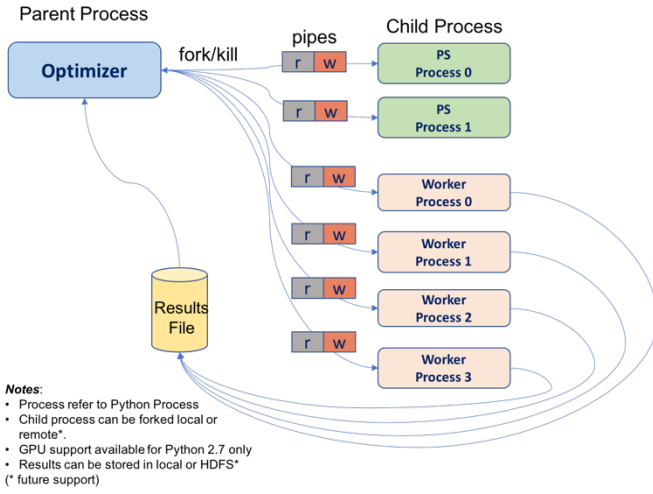 Parent Process
Optimizer
fork/kill
pipes
Child Process
r w
PS
Process 0
r w
PS
Process 1
r w
Worker
Process 0
r w
Worker
Process 1
r w
Worker
Process 2
r w
Worker
Process 3
Results
File
Notes:
• Process refer to Python Process
• Child process can be forked local or
remote*.
• GPU support available for Python 2.7 only
• Results can be stored in local or HDFS*
(* future support)